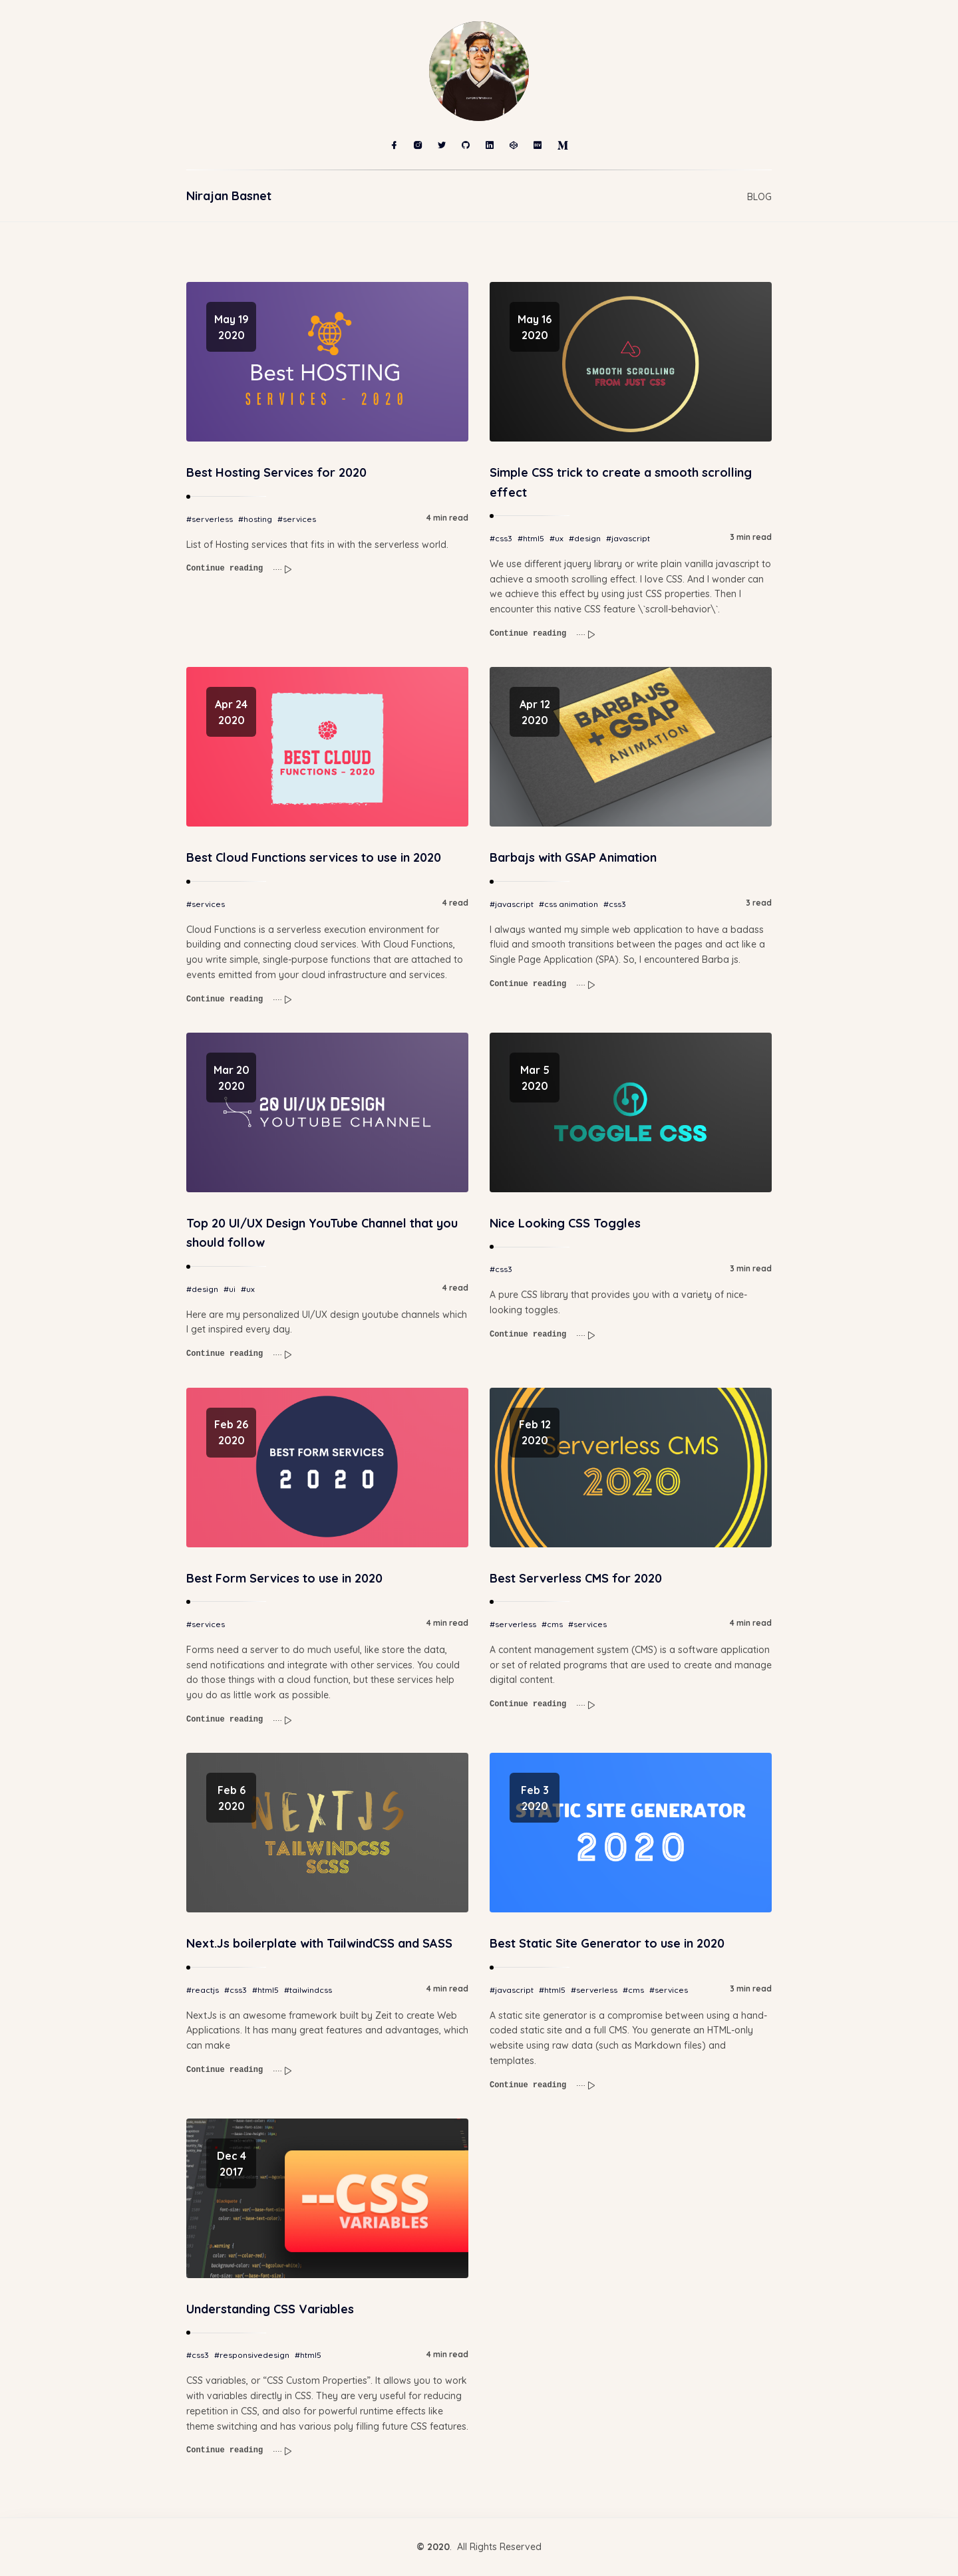 Nirajan Basnet
BLOG
May 19
2020
Best HOSTING
SERVICES - 2020
Best Hosting Services for 2020
#serverless #hosting #services
4 min read
List of Hosting services that fits in with the serverless world.
Continue reading
May 16
2020
SMOOTH SCROLLING
FROM JUST CSS
Simple CSS trick to create a smooth scrolling
effect
#css3 #html5 #ux #design #javascript
3 min read
We use different jquery library or write plain vanilla javascript to
achieve a smooth scrolling effect. I love CSS. And I wonder can
we achieve this effect by using just CSS properties. Then I
encounter this native CSS feature \`scroll-behavior\`.
Continue reading
Apr 24
2020
BEST CLOUD
FUNCTIONS - 2020
Best Cloud Functions services to use in 2020
#services
4 read
Cloud Functions is a serverless execution environment for
building and connecting cloud services. With Cloud Functions,
you write simple, single-purpose functions that are attached to
events emitted from your cloud infrastructure and services.
Continue reading
Apr 12
2020
BARBAJS
+ GSAP
ANIMATION
Barbajs with GSAP Animation
#javascript #css animation #css3
3 read
I always wanted my simple web application to have a badass
fluid and smooth transitions between the pages and act like a
Single Page Application (SPA). So, I encountered Barba js.
Continue reading
Mar 20
2020
20 UI/UX DESIGN
YOUTUBE CHANNEL
Top 20 UI/UX Design YouTube Channel that you
should follow
#design #ui #ux
4 read
Here are my personalized UI/UX design youtube channels which
I get inspired every day.
Continue reading
Mar 5
2020
TOGGLE CSS
Nice Looking CSS Toggles
#css3
3 min read
A pure CSS library that provides you with a variety of nice-
looking toggles.
Continue reading
Feb 26
2020
BEST FORM SERVICES
2020
Best Form Services to use in 2020
#services
4 min read
Forms need a server to do much useful, like store the data,
send notifications and integrate with other services. You could
do those things with a cloud function, but these services help
you do as little work as possible.
Continue reading
Feb 12
2020
Serverless CMS
2020
Best Serverless CMS for 2020
#serverless #cms #services
4 min read
A content management system (CMS) is a software application
or set of related programs that are used to create and manage
digital content.
Continue reading
Feb 6
2020
NEXTJS
TAILWINDCSS
SCSS
Next.Js boilerplate with TailwindCSS and SASS
#reactjs #css3 #html5 #tailwindcss
4 min read
NextJs is an awesome framework built by Zeit to create Web
Applications. It has many great features and advantages, which
can make
Continue reading
Feb 3
2020
STATIC SITE GENERATOR
2020
Best Static Site Generator to use in 2020
#javascript #html5 #serverless #cms #services
3 min read
A static site generator is a compromise between using a hand-
coded static site and a full CMS. You generate an HTML-only
website using raw data (such as Markdown files) and
templates.
Continue reading
Dec 4
2017
--CSS
VARIABLES
Understanding CSS Variables
#css3 #responsivedesign #html5
4 min read
CSS variables, or “CSS Custom Properties”. It allows you to work
with variables directly in CSS. They are very useful for reducing
repetition in CSS, and also for powerful runtime effects like
theme switching and has various poly filling future CSS features.
Continue reading
© 2020. All Rights Reserved